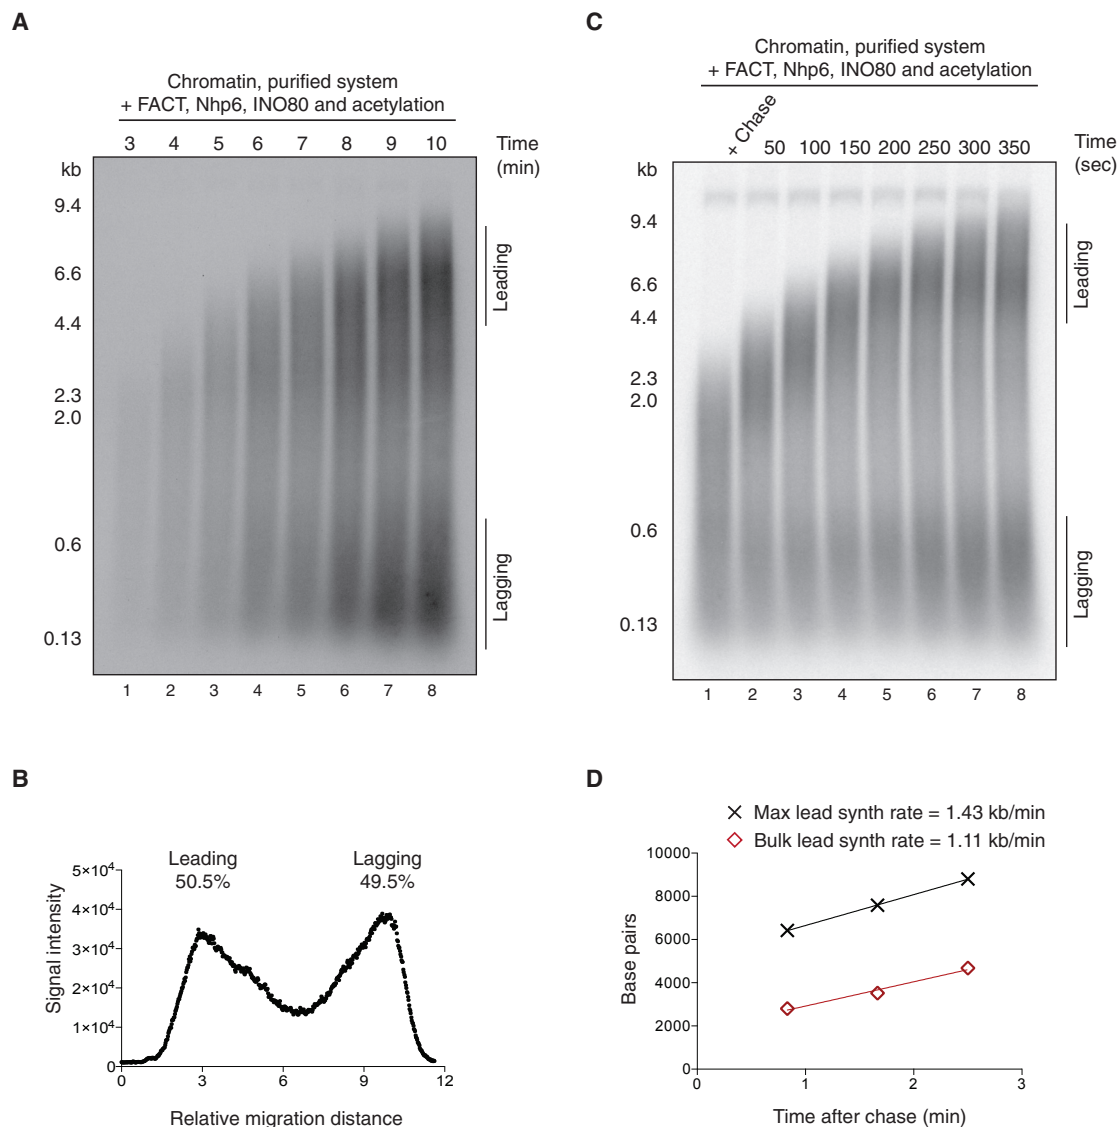 A
Chromatin, purified system
+ FACT, Nhp6, INO80 and acetylation
3 4 5 6 7 8 9 10 Time
(min)
kb
9.4
6.6
4.4
2.3
2.0
0.6
0.13
Leading
Lagging
1 2 3 4 5 6 7 8
C
Chromatin, purified system
+ FACT, Nhp6, INO80 and acetylation
+ Chase 50 100 150 200 250 300 350 Time
(sec)
kb
9.4
6.6
4.4
2.3
2.0
0.6
0.13
Leading
Lagging
1 2 3 4 5 6 7 8
B
Leading Lagging
50.5% 49.5%
Signal intensity
5×10⁴
4×10⁴
3×10⁴
2×10⁴
1×10⁴
0
0 3 6 9 12
Relative migration distance
D
Max lead synth rate = 1.43 kb/min
Bulk lead synth rate = 1.11 kb/min
Base pairs
10000
8000
6000
4000
2000
0
0 1 2 3
Time after chase (min)